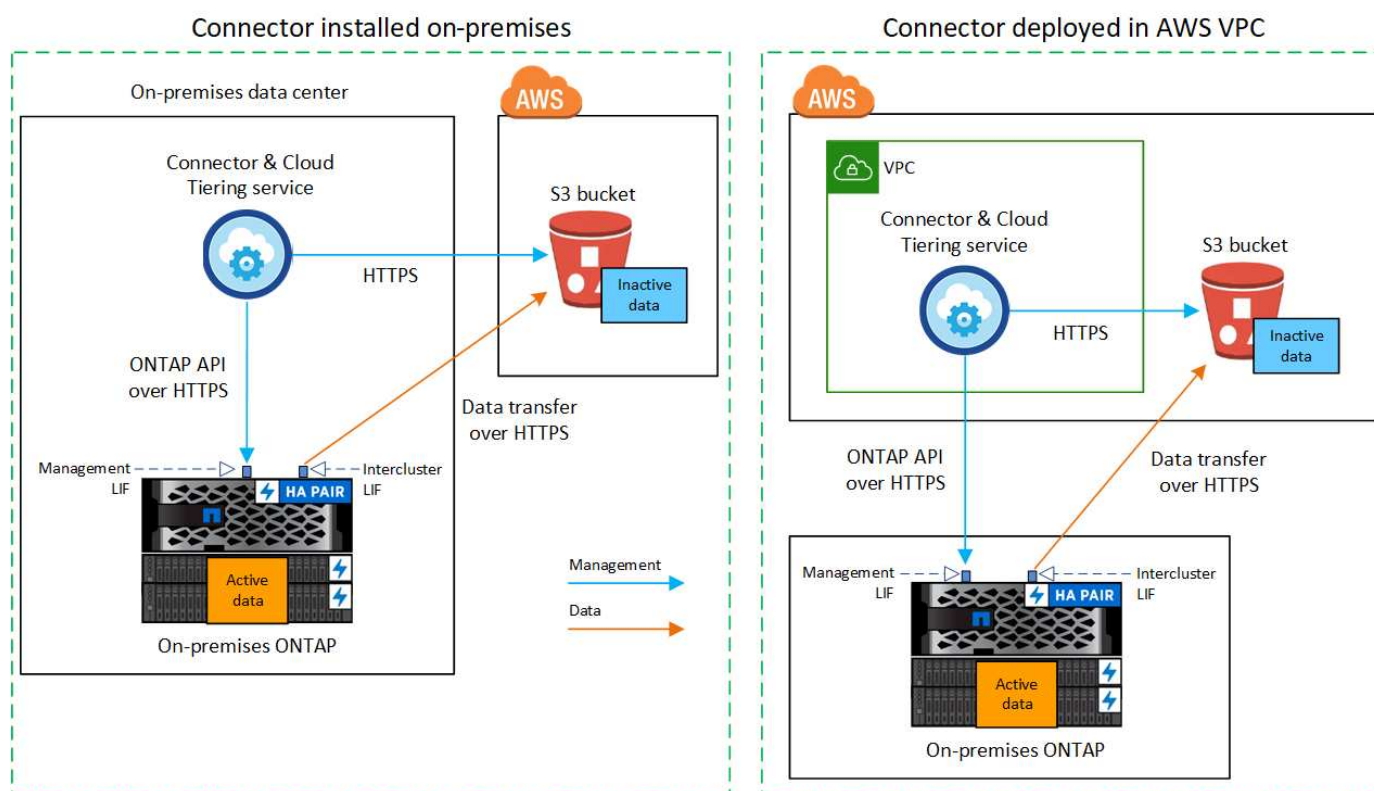 Connector installed on-premises
On-premises data center
AWS
Connector & Cloud
Tiering service
S3 bucket
HTTPS
Inactive
data
ONTAP API
over HTTPS
Data transfer
over HTTPS
Management
LIF
Intercluster
LIF
HA PAIR
Active
data
On-premises ONTAP
Management
Data
Connector deployed in AWS VPC
AWS
VPC
Connector & Cloud
Tiering service
S3 bucket
HTTPS
Inactive
data
ONTAP API
over HTTPS
Data transfer
over HTTPS
Management
LIF
Intercluster
LIF
HA PAIR
Active
data
On-premises ONTAP